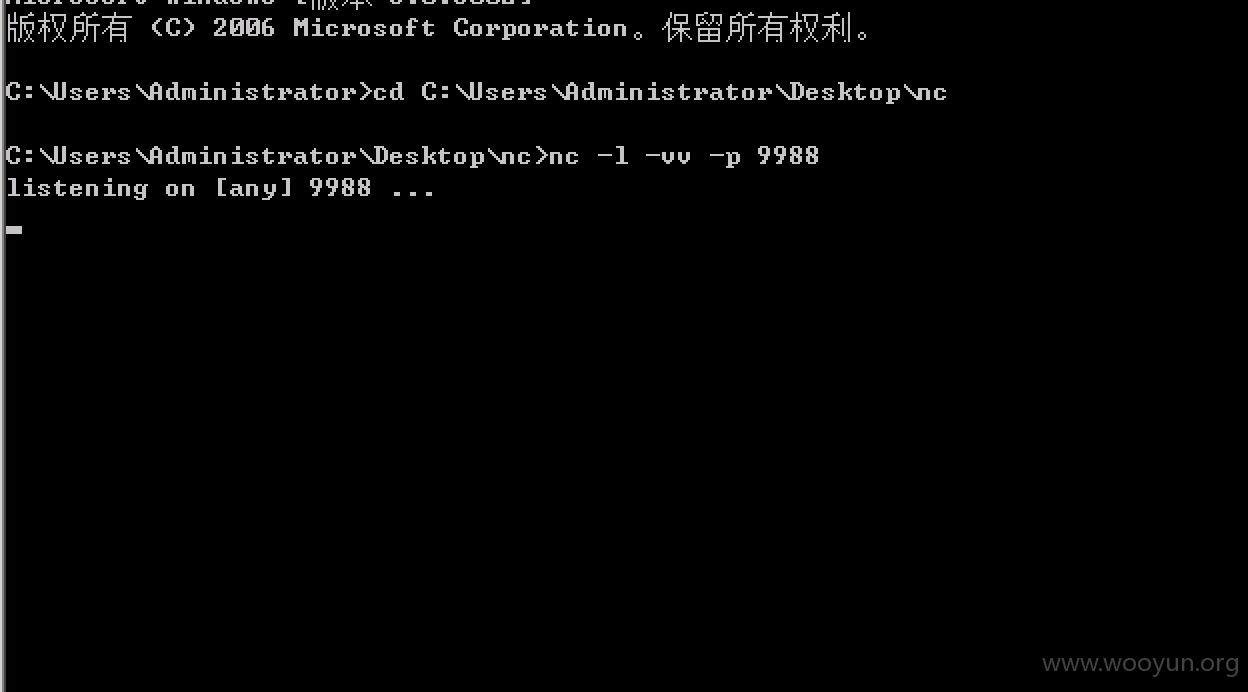 版权所有 (C) 2006 Microsoft Corporation。保留所有权利。
C:\Users\Administrator>cd C:\Users\Administrator\Desktop\nc
C:\Users\Administrator\Desktop\nc>nc -l -vv -p 9988
listening on [any] 9988 ...
www.wooyun.org